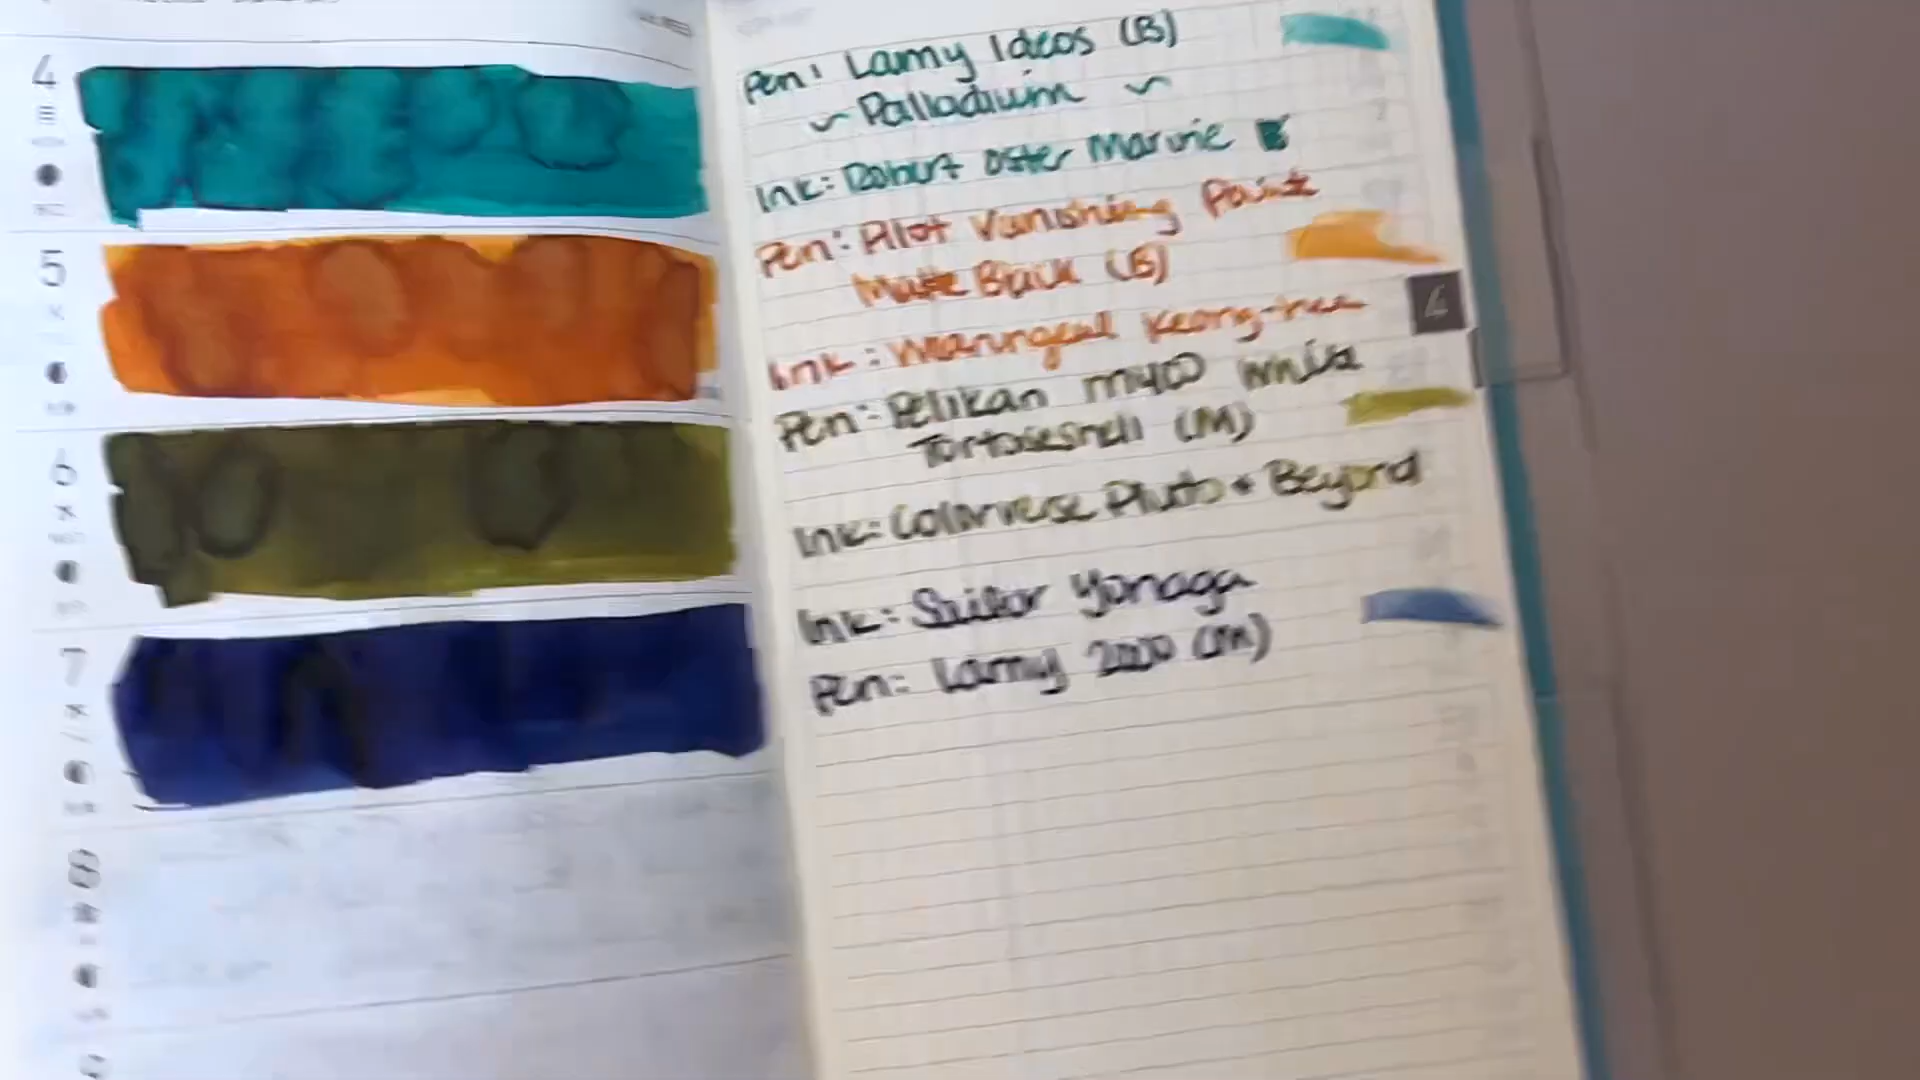 4
5
6
7
8
Pen: Lamy Ideos (B)
~ Palladium ~
Ink: Robert Oster Marine
Pen: Pilot Vanishing Point
Matte Black (B)
4
Ink:
Pen: Pelikan M400 White
Tortoiseshell (M)
Ink: Colorverse Pluto + Beyond
Ink: Sailor Yonaga
Pen: Lamy 2000 (M)